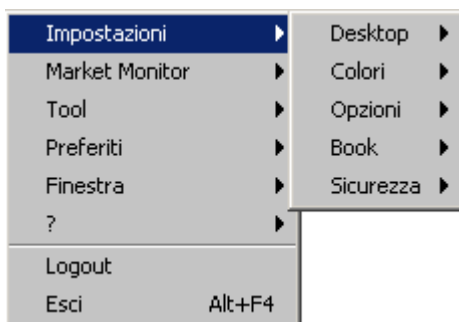 Impostazioni
Market Monitor
Tool
Preferiti
Finestra
?
Logout
Esci Alt+F4
Desktop
Colori
Opzioni
Book
Sicurezza